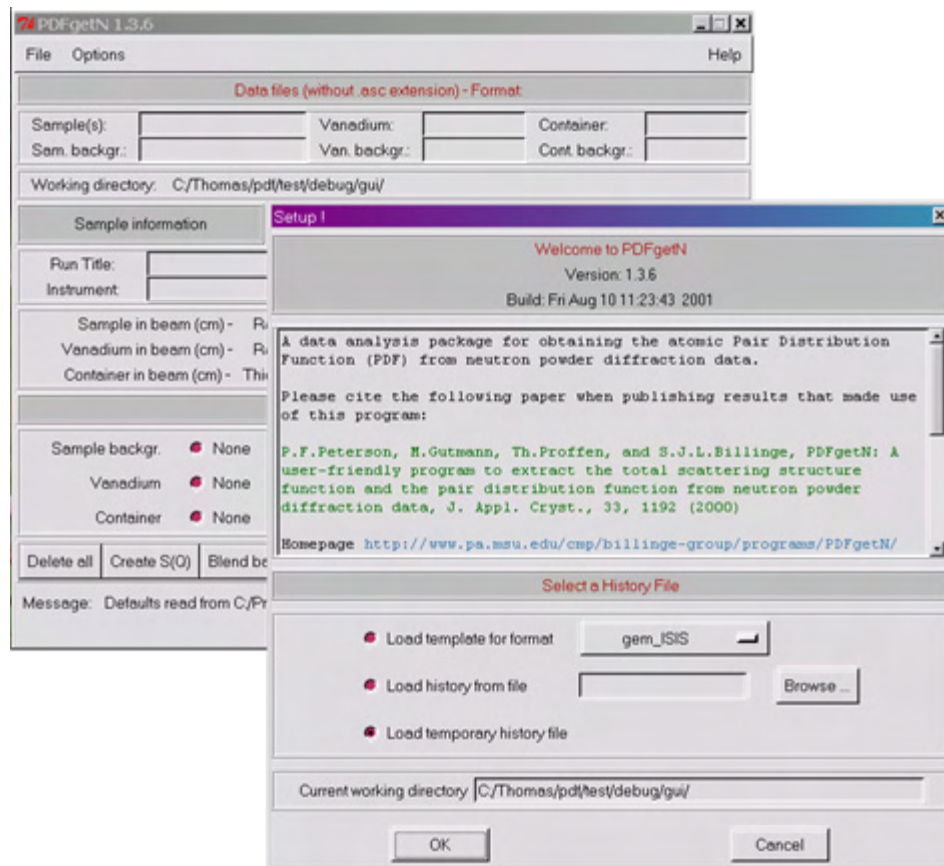 PDFgetN 1.3.6
File Options Help
Data files (without .asc extension) - Format:
Sample(s): Vanadium: Container:
Sam. backgr.: Van. backgr.: Cont. backgr.:
Working directory: C:/Thomas/pdf/test/debug/gui/
Sample information
Run Title:
Instrument:
Sample in beam (cm) -
Vanadium in beam (cm) -
Container in beam (cm) -
Sample backgr. None
Vanadium None
Container None
Delete all Create S(Q) Blend
Message: Defaults read from
Setup !
Welcome to PDFgetN
Version: 1.3.6
Build: Fri Aug 10 11:23:43 2001
A data analysis package for obtaining the atomic Pair Distribution
Function (PDF) from neutron powder diffraction data.
Please cite the following paper when publishing results that made use
of this program:
P.F.Peterson, M.Gutmann, Th.Proffen, and S.J.L.Billinge, PDFgetN: A
user-friendly program to extract the total scattering structure
function and the pair distribution function from neutron powder
diffraction data, J. Appl. Cryst., 33, 1192 (2000)
Homepage http://www.pa.msu.edu/cmp/billinge-group/programs/PDFgetN/
Select a History File
Load template for format gem_ISIS
Load history from file Browse ...
Load temporary history file
Current working directory C:/Thomas/pdf/test/debug/gui/
OK Cancel